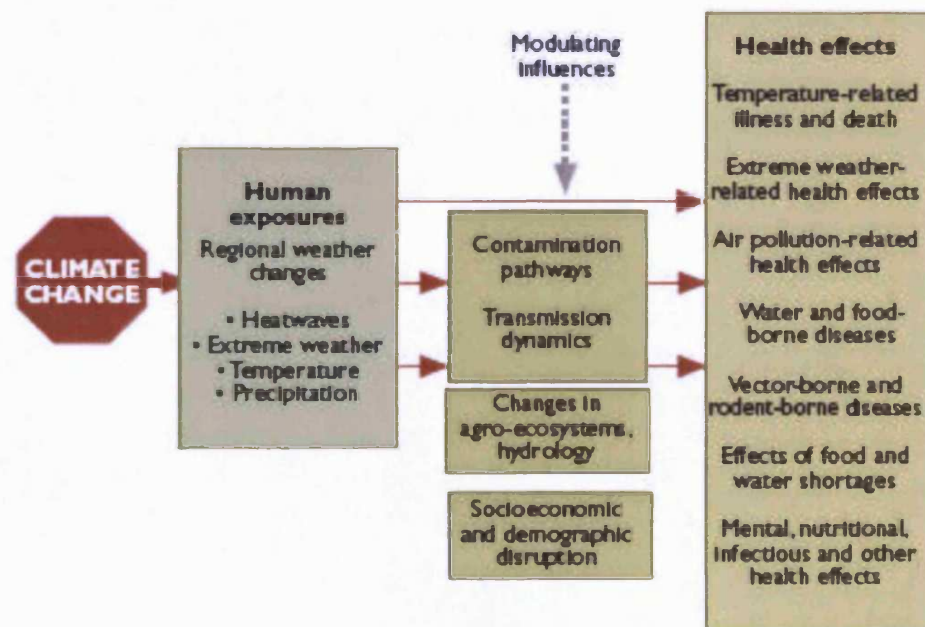 CLIMATE
CHANGE
Human
exposures
Regional weather
changes
• Heatwaves
• Extreme weather
• Temperature
• Precipitation
Modulating
influences
Contamination
pathways
Transmission
dynamics
Changes in
agro-ecosystems,
hydrology
Socioeconomic
and demographic
disruption
Health effects
Temperature-related
illness and death
Extreme weather-
related health effects
Air pollution-related
health effects
Water and food-
borne diseases
Vector-borne and
rodent-borne diseases
Effects of food and
water shortages
Mental, nutritional,
infectious and other
health effects